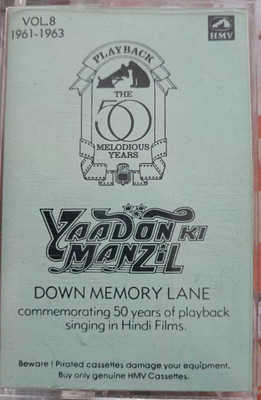 VOL.8
1961-1963
HMV
PLAYBACK
THE
50
MELODIOUS
YEARS
YAADON KI
MANZIL
DOWN MEMORY LANE
commemorating 50 years of playback
singing in Hindi Films.
Beware! Pirated cassettes damage your equipment.
Buy only genuine HMV Cassettes.